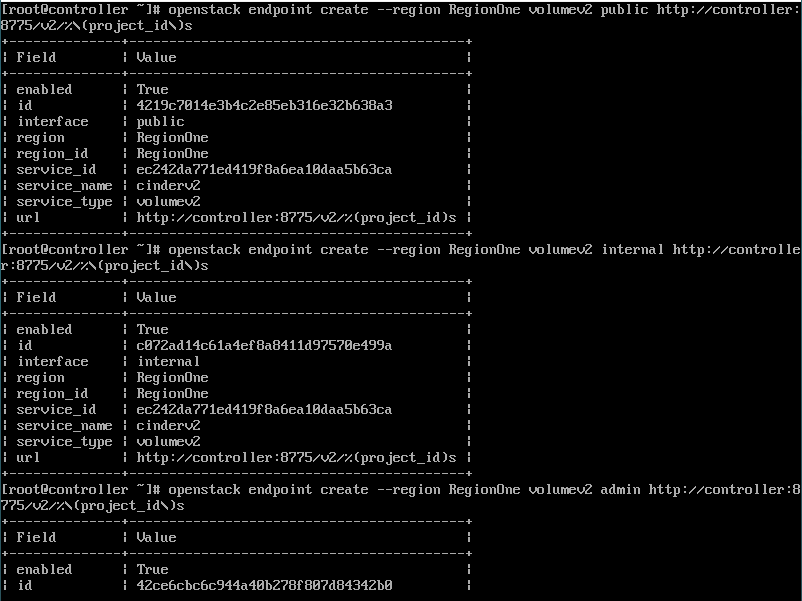 [root@controller ~]# openstack endpoint create --region RegionOne volumev2 public http://controller:
8775/v2/%\(project_id\)s
+--------------+------------------------------------------+
| Field        | Value                                    |
+--------------+------------------------------------------+
| enabled      | True                                     |
| id           | 4219c7014e3b4c2e85eb316e32b638a3         |
| interface    | public                                   |
| region       | RegionOne                                |
| region_id    | RegionOne                                |
| service_id   | ec242da771ed419f8a6ea10daa5b63ca         |
| service_name | cinderv2                                 |
| service_type | volumev2                                 |
| url          | http://controller:8775/v2/%(project_id)s |
+--------------+------------------------------------------+
[root@controller ~]# openstack endpoint create --region RegionOne volumev2 internal http://controlle
r:8775/v2/%\(project_id\)s
+--------------+------------------------------------------+
| Field        | Value                                    |
+--------------+------------------------------------------+
| enabled      | True                                     |
| id           | c072ad14c61a4ef8a8411d97570e499a         |
| interface    | internal                                 |
| region       | RegionOne                                |
| region_id    | RegionOne                                |
| service_id   | ec242da771ed419f8a6ea10daa5b63ca         |
| service_name | cinderv2                                 |
| service_type | volumev2                                 |
| url          | http://controller:8775/v2/%(project_id)s |
+--------------+------------------------------------------+
[root@controller ~]# openstack endpoint create --region RegionOne volumev2 admin http://controller:8
775/v2/%\(project_id\)s
+--------------+------------------------------------------+
| Field        | Value                                    |
+--------------+------------------------------------------+
| enabled      | True                                     |
| id           | 42ce6cbc6c944a40b278f807d84342b0         |